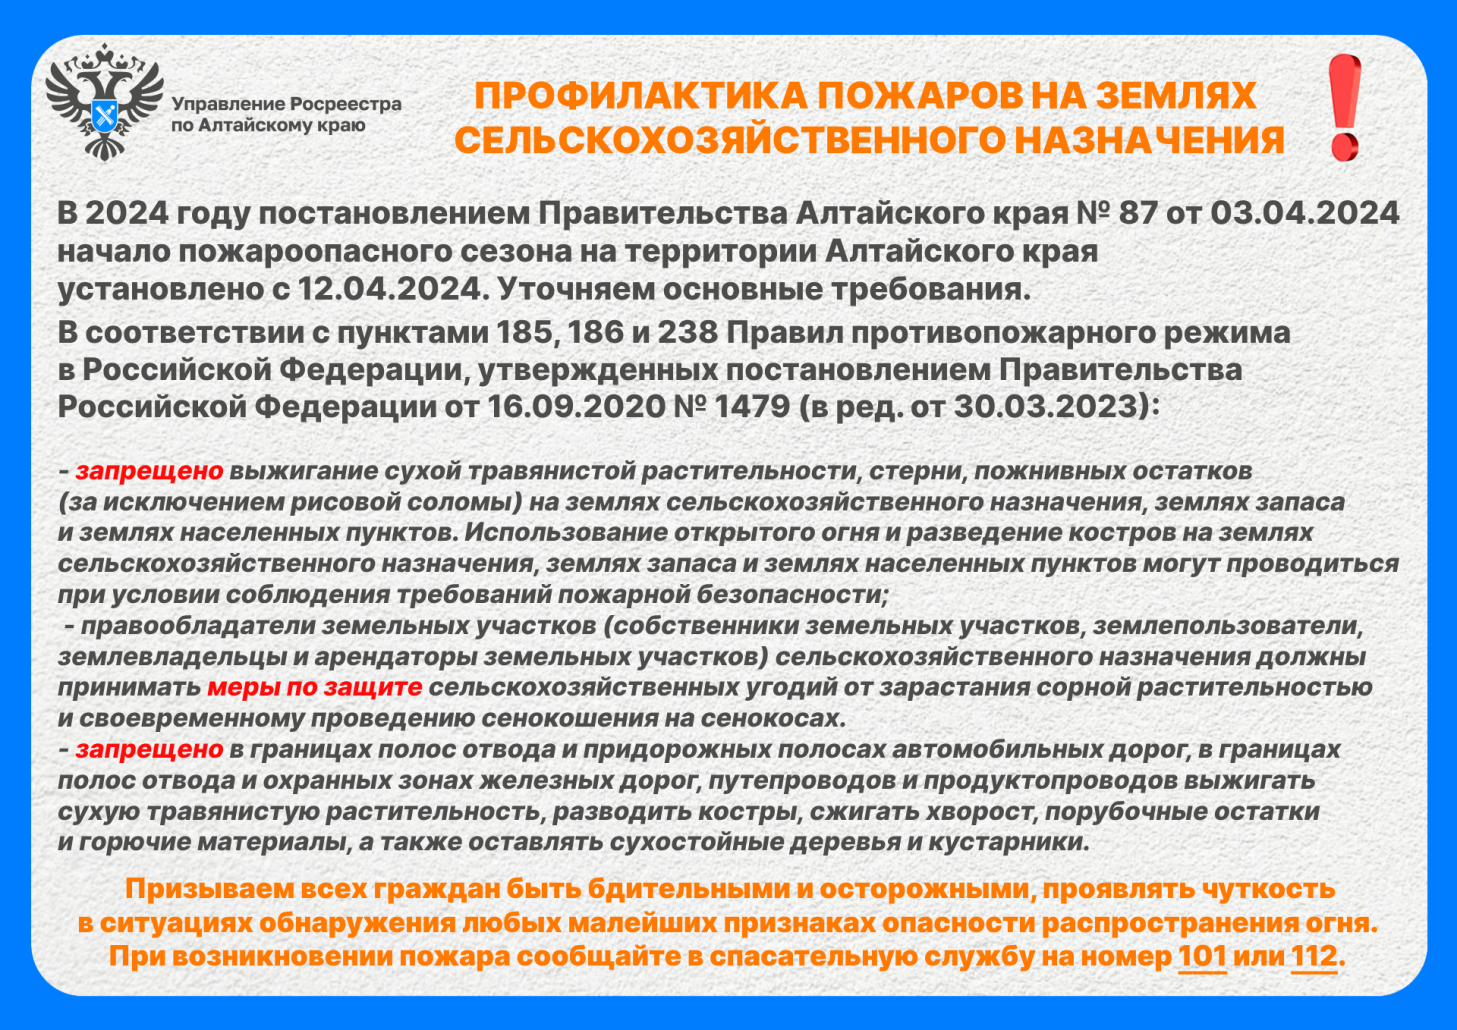 Управление Росреестра
по Алтайскому краю
ПРОФИЛАКТИКА ПОЖАРОВ НА ЗЕМЛЯХ
СЕЛЬСКОХОЗЯЙСТВЕННОГО НАЗНАЧЕНИЯ
В 2024 году постановлением Правительства Алтайского края № 87 от 03.04.2024
начало пожароопасного сезона на территории Алтайского края
установлено с 12.04.2024. Уточняем основные требования.
В соответствии с пунктами 185, 186 и 238 Правил противопожарного режима
в Российской Федерации, утвержденных постановлением Правительства
Российской Федерации от 16.09.2020 № 1479 (в ред. от 30.03.2023):
- запрещено выжигание сухой травянистой растительности, стерни, пожнивных остатков
(за исключением рисовой соломы) на землях сельскохозяйственного назначения, землях запаса
и землях населенных пунктов. Использование открытого огня и разведение костров на землях
сельскохозяйственного назначения, землях запаса и землях населенных пунктов могут проводиться
при условии соблюдения требований пожарной безопасности;
- правообладатели земельных участков (собственники земельных участков, землепользователи,
землевладельцы и арендаторы земельных участков) сельскохозяйственного назначения должны
принимать меры по защите сельскохозяйственных угодий от зарастания сорной растительностью
и своевременному проведению сенокошения на сенокосах.
- запрещено в границах полос отвода и придорожных полосах автомобильных дорог, в границах
полос отвода и охранных зонах железных дорог, путепроводов и продуктопроводов выжигать
сухую травянистую растительность, разводить костры, сжигать хворост, порубочные остатки
и горючие материалы, а также оставлять сухостойные деревья и кустарники.
Призываем всех граждан быть бдительными и осторожными, проявлять чуткость
в ситуациях обнаружения любых малейших признаках опасности распространения огня.
При возникновении пожара сообщайте в спасательную службу на номер 101 или 112.